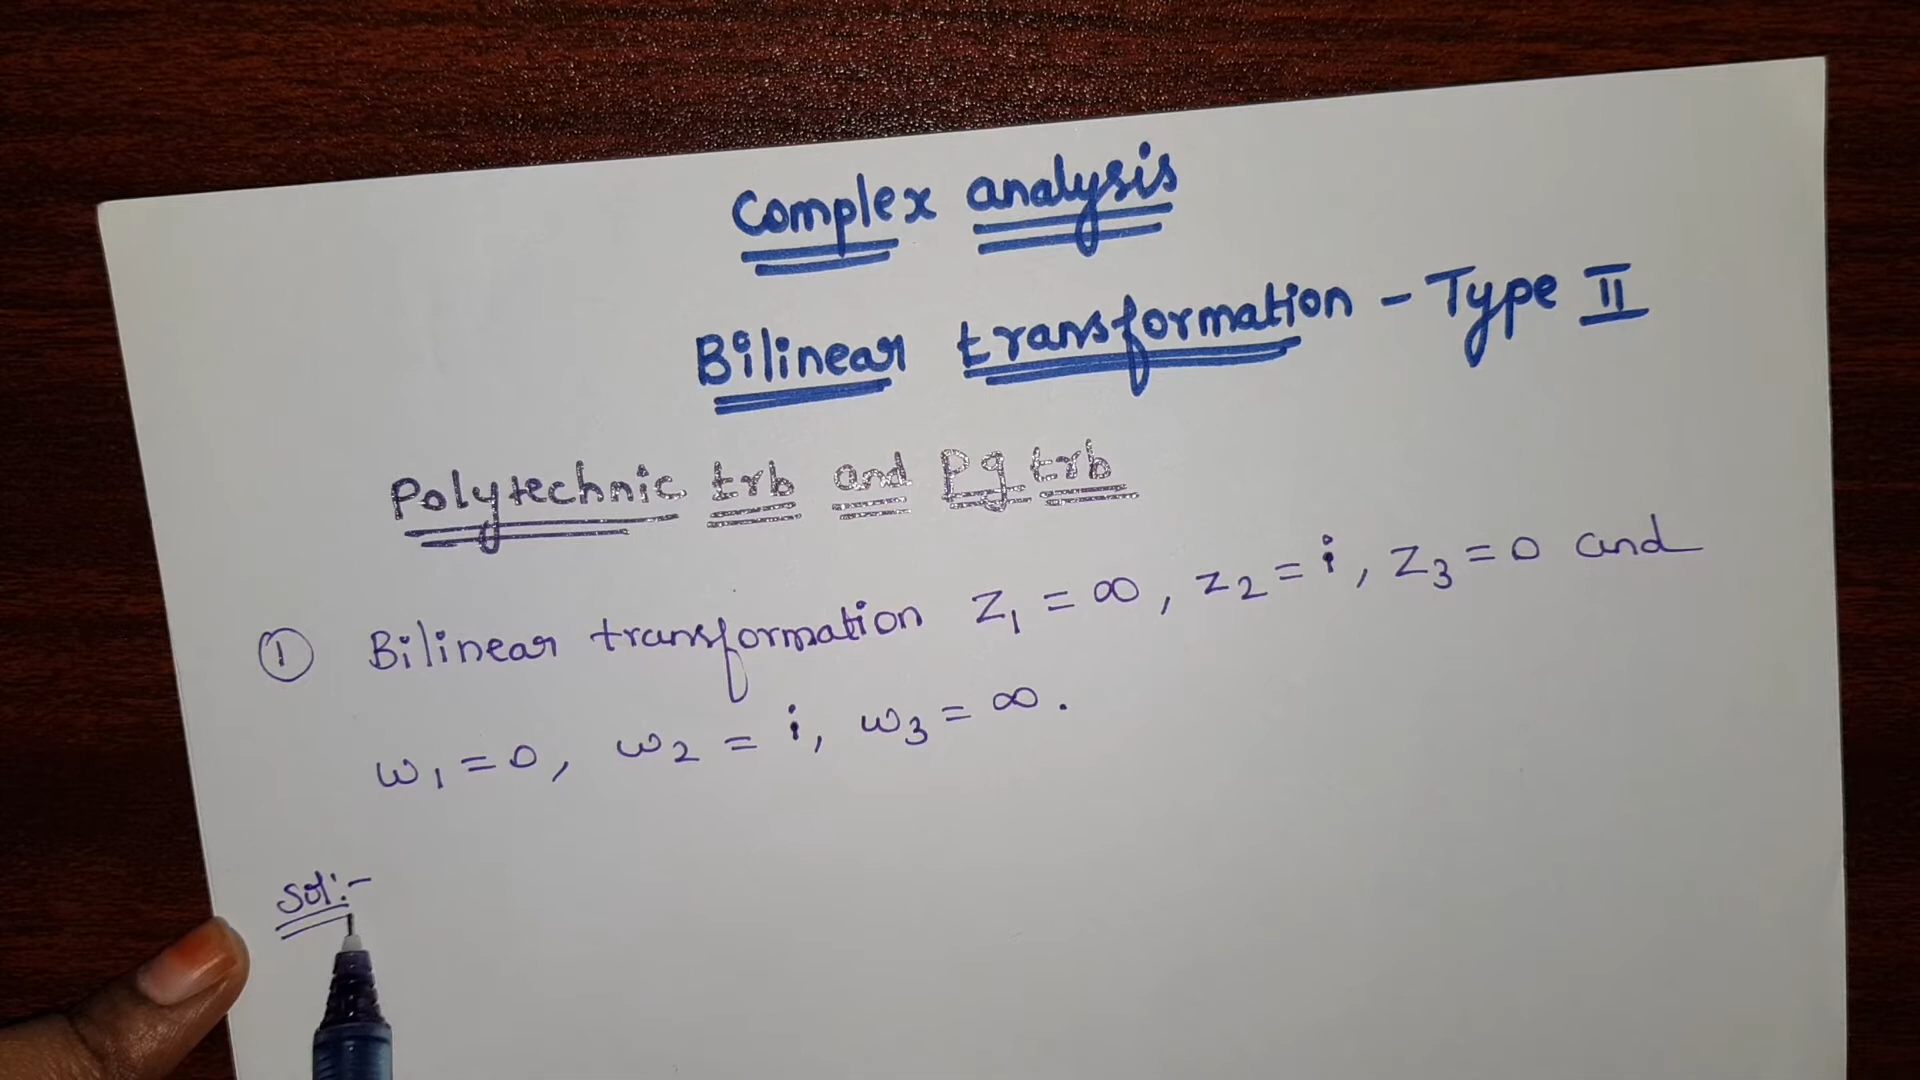 Complex analysis
Bilinear transformation - Type II
Polytechnic trb and Pg trb
① Bilinear transformation z₁ = ∞, z₂ = i, z₃ = 0 and
w₁ = 0, w₂ = i, w₃ = ∞.
Sol:-